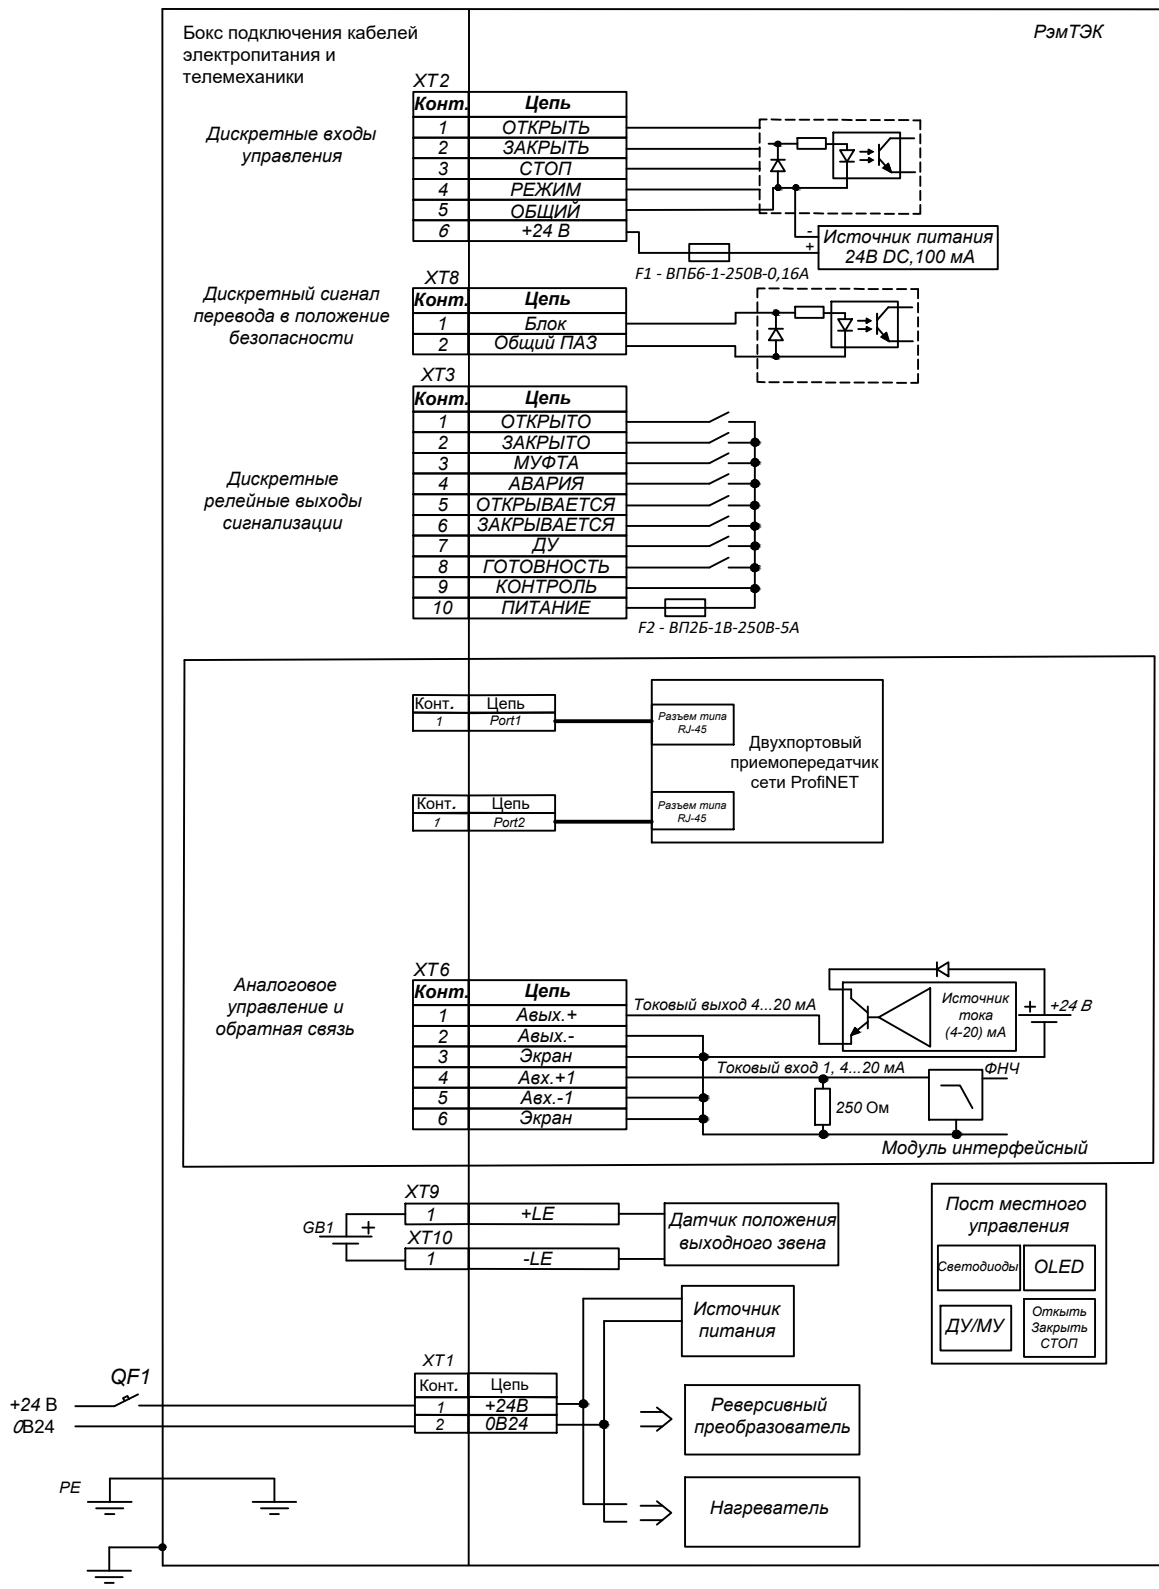 Бокс подключения кабелей
электропитания и
телемеханики
РэмТЭК
XT2
Конт. Цепь
Дискретные входы
управления
1 ОТКРЫТЬ
2 ЗАКРЫТЬ
3 СТОП
4 РЕЖИМ
5 ОБЩИЙ
6 +24 В
-
+
Источник питания
24В DC,100 мА
F1 - ВПБ6-1-250В-0,16А
XT8
Конт. Цепь
Дискретный сигнал
перевода в положение
безопасности
1 Блок
2 Общий ПАЗ
XT3
Конт. Цепь
Дискретные
релейные выходы
сигнализации
1 ОТКРЫТО
2 ЗАКРЫТО
3 МУФТА
4 АВАРИЯ
5 ОТКРЫВАЕТСЯ
6 ЗАКРЫВАЕТСЯ
7 ДУ
8 ГОТОВНОСТЬ
9 КОНТРОЛЬ
10 ПИТАНИЕ
F2 - ВП2Б-1В-250В-5А
Конт. Цепь
1 Port1
Разъем типа
RJ-45
Двухпортовый
приемопередатчик
сети ProfiNET
Конт. Цепь
1 Port2
Разъем типа
RJ-45
Аналоговое
управление и
обратная связь
XT6
Конт. Цепь
1 Авых.+
2 Авых.-
3 Экран
4 Авх.+1
5 Авх.-1
6 Экран
Токовый выход 4...20 мА
Источник
тока
(4-20) мА
+
+24 В
Токовый вход 1, 4...20 мА
ФНЧ
250 Ом
Модуль интерфейсный
XT9
1 +LE
GB1
+
XT10
1 -LE
Датчик положения
выходного звена
Пост местного
управления
Светодиоды
OLED
ДУ/МУ
Откыть
Закрыть
СТОП
Источник
питания
XT1
Конт. Цепь
1 +24В
2 0В24
QF1
+24 В
0В24
Реверсивный
преобразователь
PE
Нагреватель